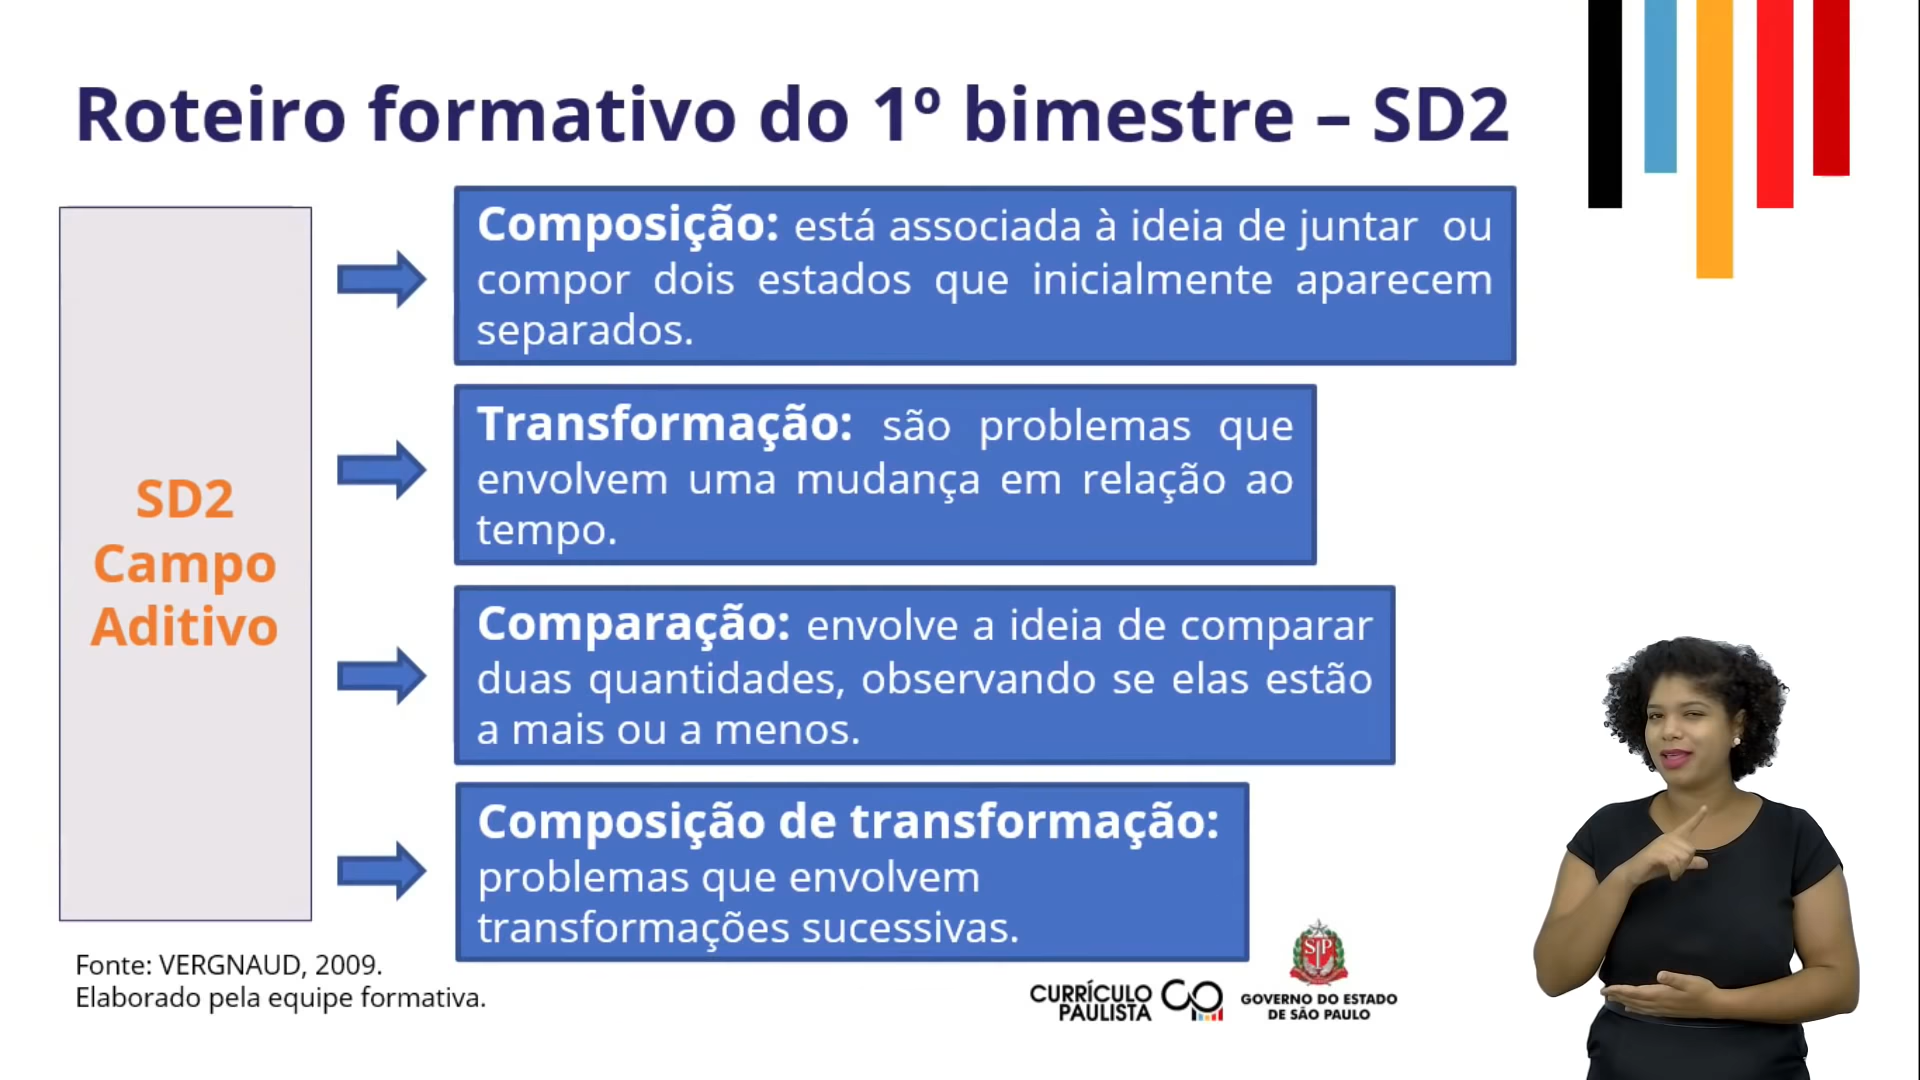 Roteiro formativo do 1º bimestre – SD2
SD2
Campo
Aditivo
Composição: está associada à ideia de juntar ou
compor dois estados que inicialmente aparecem
separados.
Transformação: são problemas que
envolvem uma mudança em relação ao
tempo.
Comparação: envolve a ideia de comparar
duas quantidades, observando se elas estão
a mais ou a menos.
Composição de transformação:
problemas que envolvem
transformações sucessivas.
Fonte: VERGNAUD, 2009.
Elaborado pela equipe formativa.
CURRÍCULO
PAULISTA
SP
GOVERNO DO ESTADO
DE SÃO PAULO